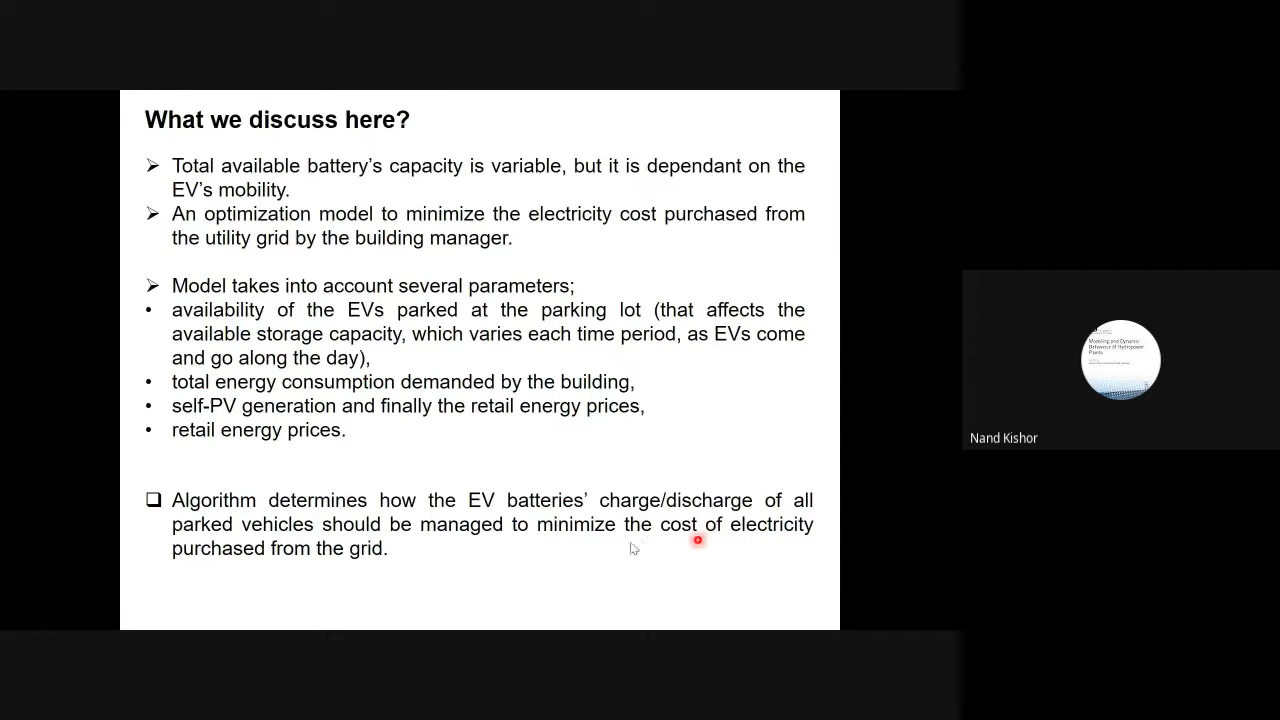 What we discuss here?
➢ Total available battery’s capacity is variable, but it is dependant on the
EV’s mobility.
➢ An optimization model to minimize the electricity cost purchased from
the utility grid by the building manager.
➢ Model takes into account several parameters;
• availability of the EVs parked at the parking lot (that affects the
available storage capacity, which varies each time period, as EVs come
and go along the day),
• total energy consumption demanded by the building,
• self-PV generation and finally the retail energy prices,
• retail energy prices.
❑ Algorithm determines how the EV batteries’ charge/discharge of all
parked vehicles should be managed to minimize the cost of electricity
purchased from the grid.
Modeling and Dynamic
Behaviour of Hydropower
Plants
Nand Kishor